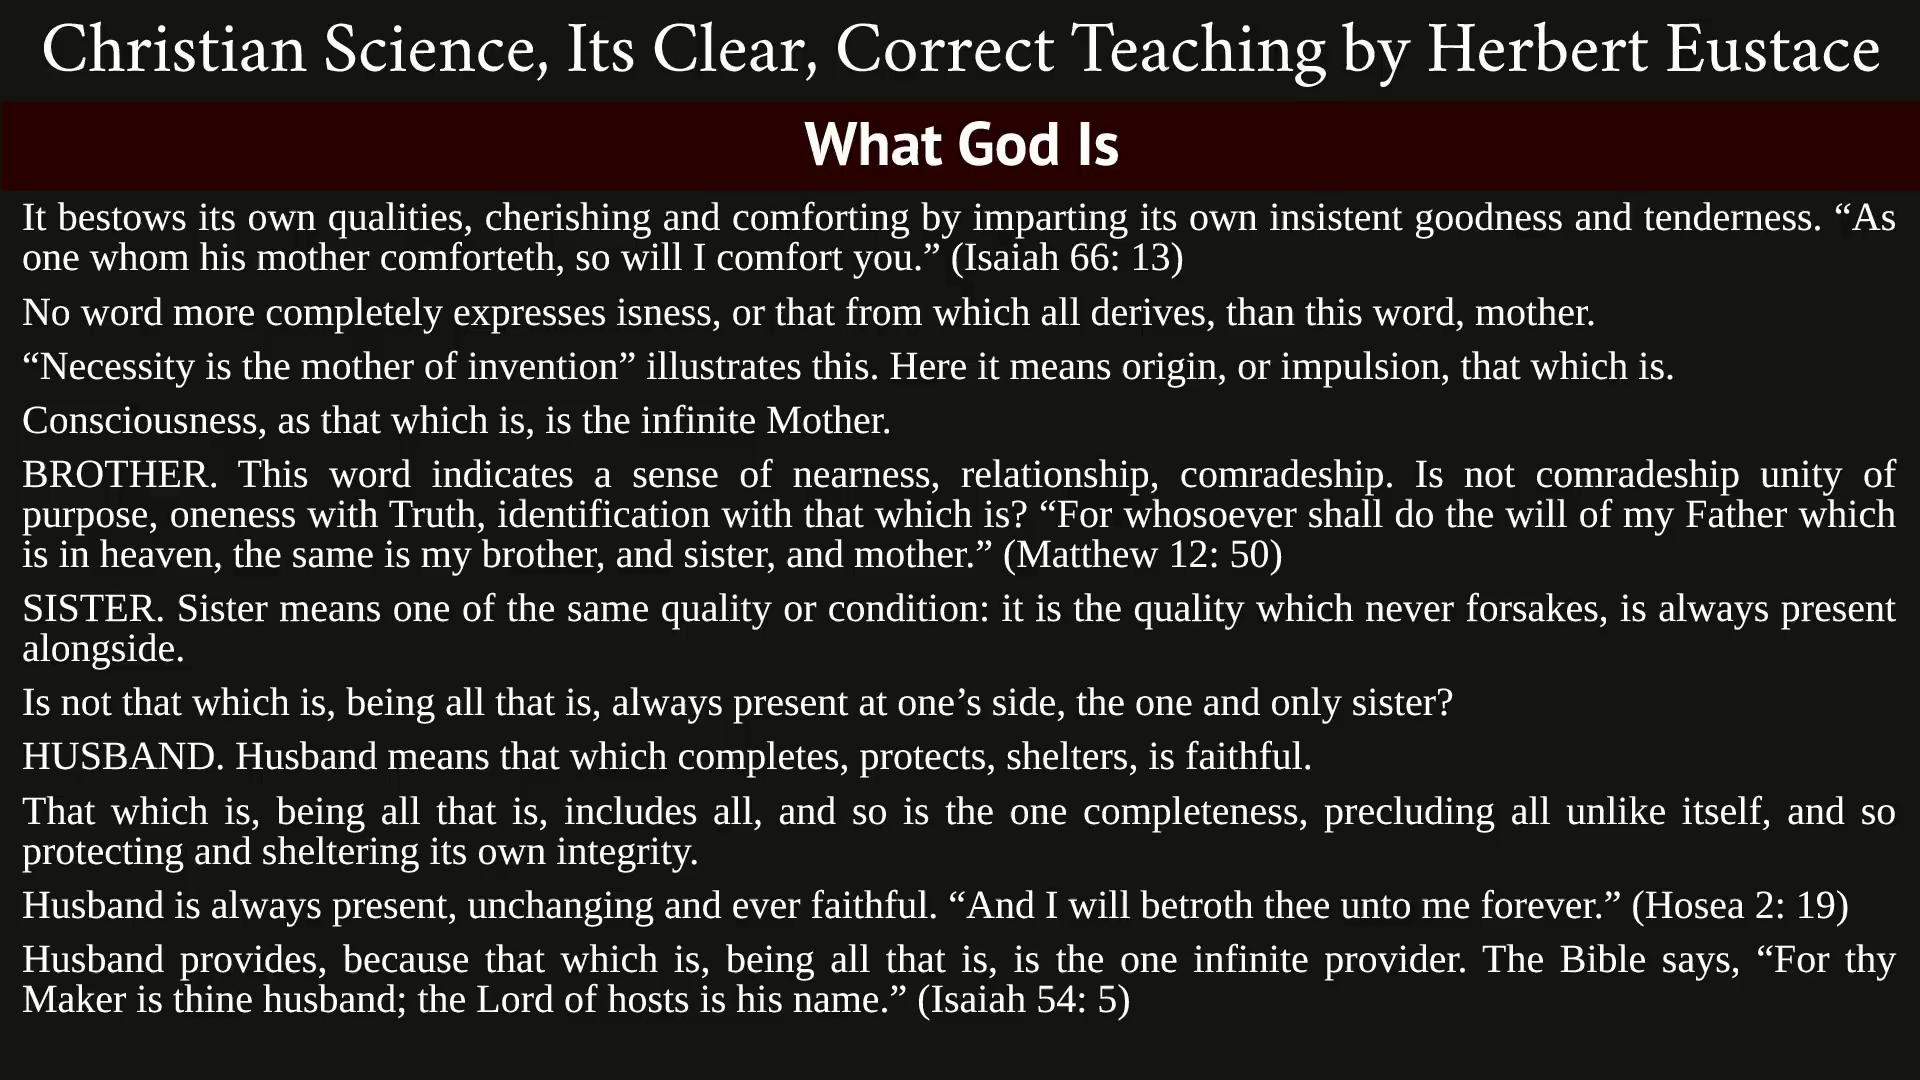 Christian Science, Its Clear, Correct Teaching by Herbert Eustace
What God Is
It bestows its own qualities, cherishing and comforting by imparting its own insistent goodness and tenderness. “As
one whom his mother comforteth, so will I comfort you.” (Isaiah 66: 13)
No word more completely expresses isness, or that from which all derives, than this word, mother.
“Necessity is the mother of invention” illustrates this. Here it means origin, or impulsion, that which is.
Consciousness, as that which is, is the infinite Mother.
BROTHER. This word indicates a sense of nearness, relationship, comradeship. Is not comradeship unity of
purpose, oneness with Truth, identification with that which is? “For whosoever shall do the will of my Father which
is in heaven, the same is my brother, and sister, and mother.” (Matthew 12: 50)
SISTER. Sister means one of the same quality or condition: it is the quality which never forsakes, is always present
alongside.
Is not that which is, being all that is, always present at one’s side, the one and only sister?
HUSBAND. Husband means that which completes, protects, shelters, is faithful.
That which is, being all that is, includes all, and so is the one completeness, precluding all unlike itself, and so
protecting and sheltering its own integrity.
Husband is always present, unchanging and ever faithful. “And I will betroth thee unto me forever.” (Hosea 2: 19)
Husband provides, because that which is, being all that is, is the one infinite provider. The Bible says, “For thy
Maker is thine husband; the Lord of hosts is his name.” (Isaiah 54: 5)